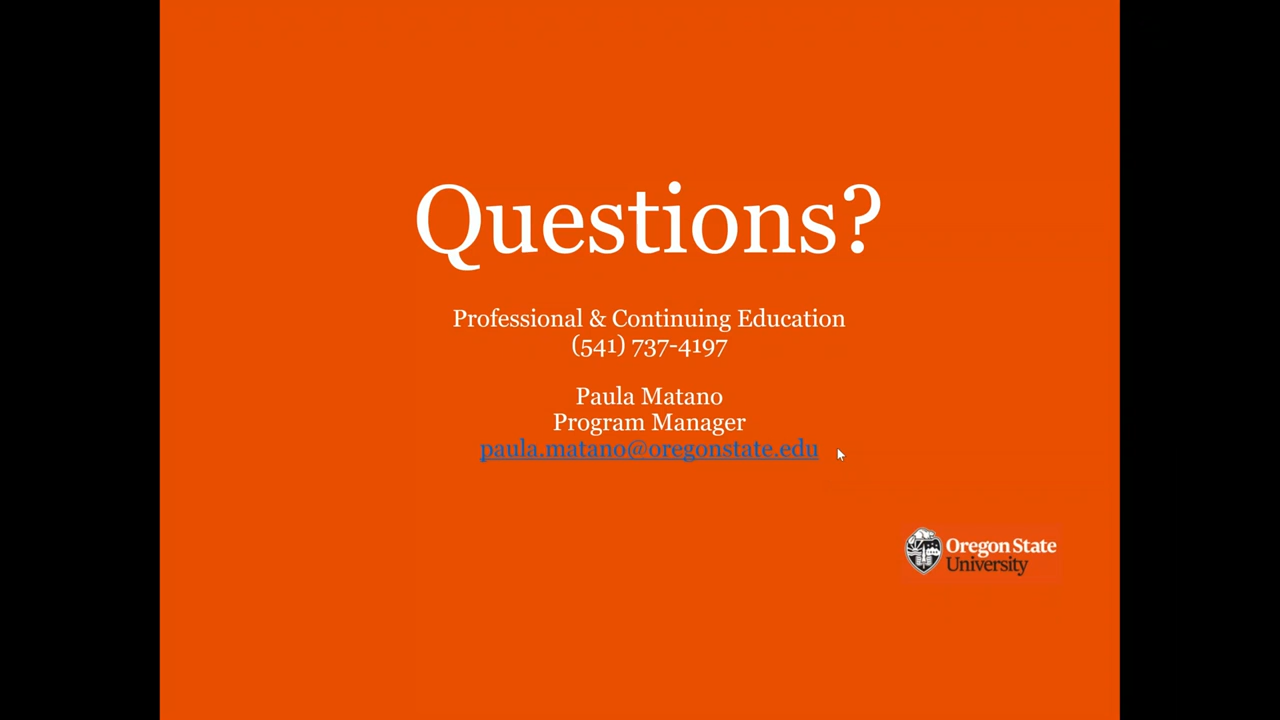 Questions?
Professional & Continuing Education
(541) 737-4197
Paula Matano
Program Manager
paula.matano@oregonstate.edu
Oregon State
University